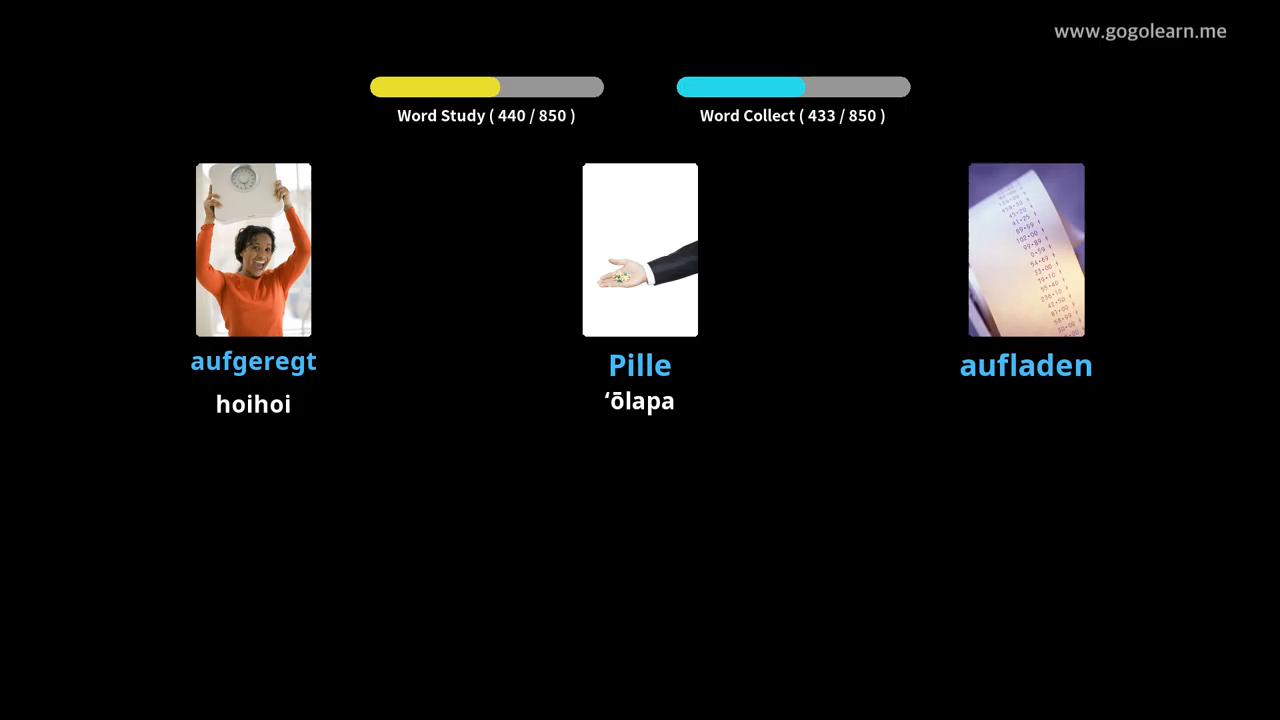 www.gogolearn.me
Word Study ( 440 / 850 )
Word Collect ( 433 / 850 )
aufgeregt
hoihoi
Pille
ʻōlapa
aufladen